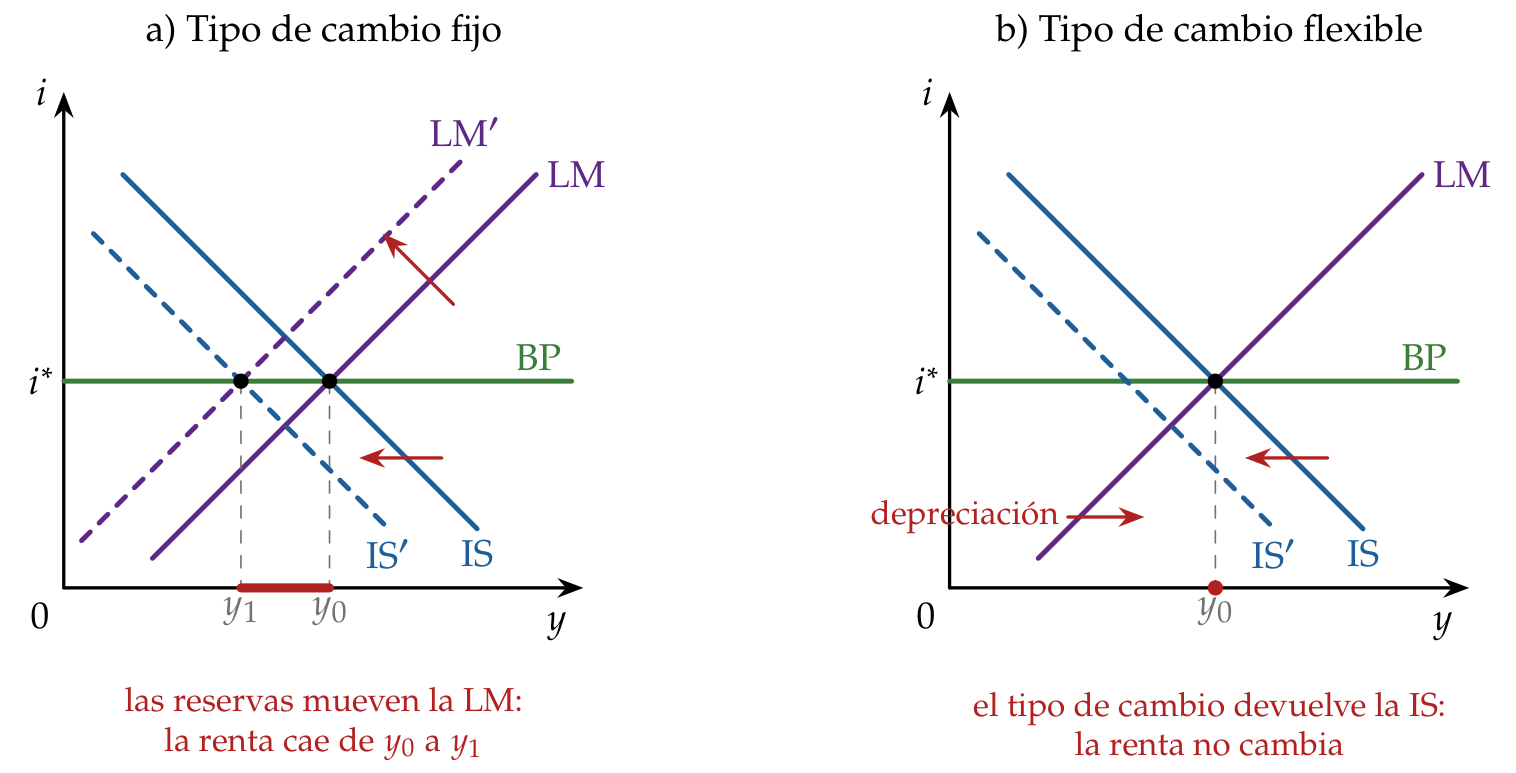 a) Tipo de cambio fijo
i
LM′
LM
BP
i*
IS′
IS
0
y₁
y₀
y
las reservas mueven la LM:
la renta cae de y₀ a y₁
b) Tipo de cambio flexible
i
LM
BP
i*
depreciación
IS′
IS
0
y₀
y
el tipo de cambio devuelve la IS:
la renta no cambia